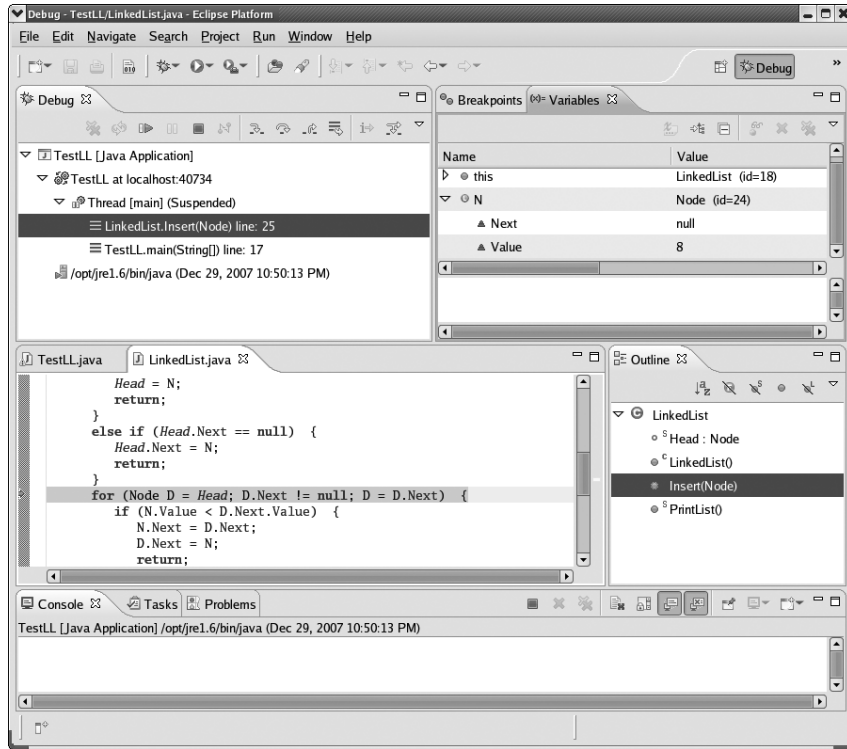 Debug - TestLL/LinkedList.java - Eclipse Platform
File Edit Navigate Search Project Run Window Help
Debug
»
Debug
Breakpoints (x)= Variables
TestLL [Java Application]
TestLL at localhost:40734
Thread [main] (Suspended)
LinkedList.Insert(Node) line: 25
TestLL.main(String[]) line: 17
/opt/jre1.6/bin/java (Dec 29, 2007 10:50:13 PM)
Name Value
this LinkedList (id=18)
N Node (id=24)
Next null
Value 8
TestLL.java LinkedList.java
Head = N;
return;
}
else if (Head.Next == null) {
Head.Next = N;
return;
}
for (Node D = Head; D.Next != null; D = D.Next) {
if (N.Value < D.Next.Value) {
N.Next = D.Next;
D.Next = N;
return;
Outline
LinkedList
S Head : Node
C LinkedList()
Insert(Node)
S PrintList()
Console Tasks Problems
TestLL [Java Application] /opt/jre1.6/bin/java (Dec 29, 2007 10:50:13 PM)